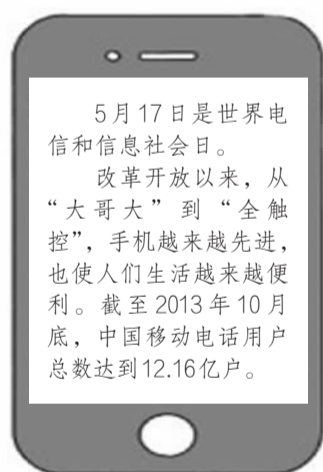 5月17日是世界电
信和信息社会日。
改革开放以来，从
“大哥大”到“全触
控”，手机越来越先进，
也使人们生活越来越便
利。截至2013年10月
底，中国移动电话用户
总数达到12.16亿户。